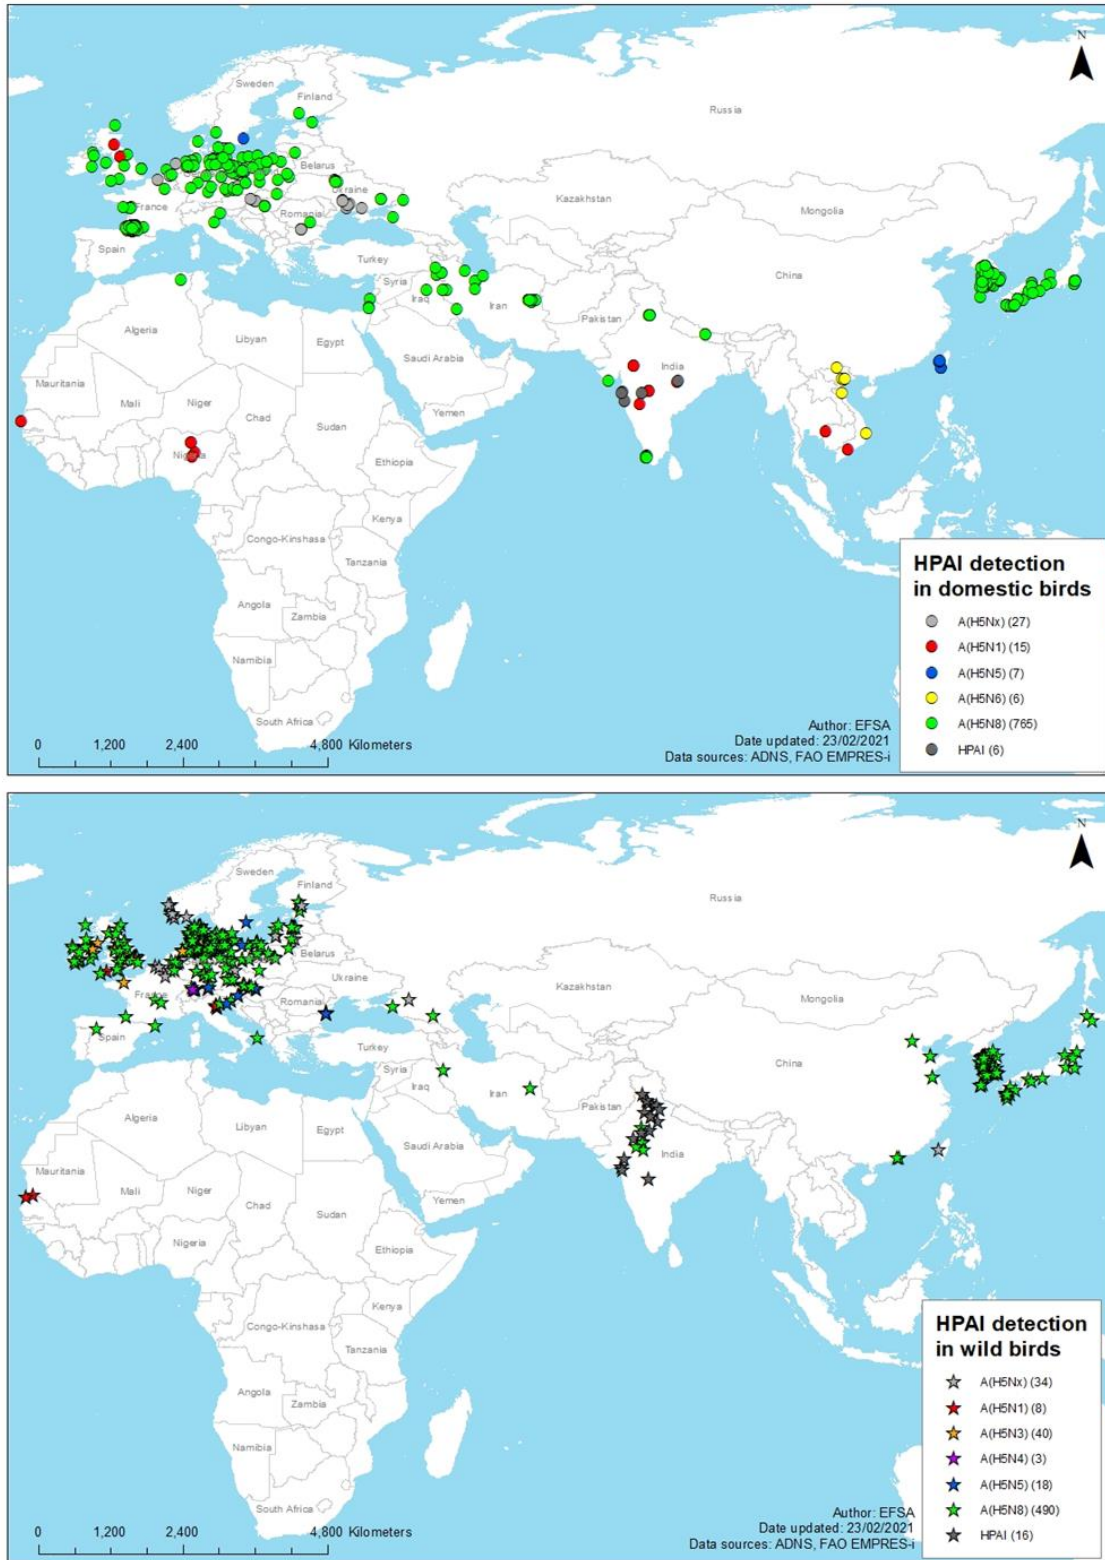 N
Sweden
Finland
Russia
Belarus
Ukraine
Kazakhstan
France
Romania
Mongolia
Spain
Turkey
China
Syria
Iraq
Iran
Algeria
Libyan
Egypt
Pakistan
Saudi Arabia
India
Mauritania
Mali
Niger
Chad
Sudan
Yemen
Nigeria
Ethiopia
Kenya
Congo-Kinshasa
Tanzania
Angola
Zambia
Namibia
South Africa
HPAI detection
in domestic birds
A(H5Nx) (27)
A(H5N1) (15)
A(H5N5) (7)
A(H5N6) (6)
A(H5N8) (765)
HPAI (6)
0 1,200 2,400 4,800 Kilometers
Author: EFSA
Date updated: 23/02/2021
Data sources: ADNS, FAO EMPRES-i
N
Sweden
Finland
Russia
Belarus
Ukraine
Kazakhstan
France
Romania
Mongolia
Spain
Turkey
China
Syria
Iraq
Iran
Algeria
Libyan
Egypt
Pakistan
Saudi Arabia
India
Mauritania
Mali
Niger
Chad
Sudan
Yemen
Nigeria
Ethiopia
Kenya
Congo-Kinshasa
Tanzania
Angola
Zambia
Namibia
South Africa
HPAI detection
in wild birds
A(H5Nx) (34)
A(H5N1) (8)
A(H5N3) (40)
A(H5N4) (3)
A(H5N5) (18)
A(H5N8) (490)
HPAI (16)
0 1,200 2,400 4,800 Kilometers
Author: EFSA
Date updated: 23/02/2021
Data sources: ADNS, FAO EMPRES-i